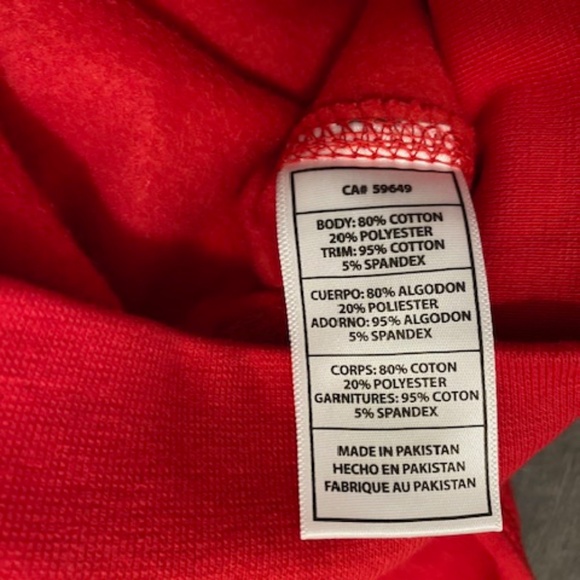 CA# 59649
BODY: 80% COTTON
20% POLYESTER
TRIM: 95% COTTON
5% SPANDEX
CUERPO: 80% ALGODON
20% POLIESTER
ADORNO: 95% ALGODON
5% SPANDEX
CORPS: 80% COTON
20% POLYESTER
GARNITURES: 95% COTON
5% SPANDEX
MADE IN PAKISTAN
HECHO EN PAKISTAN
FABRIQUE AU PAKISTAN